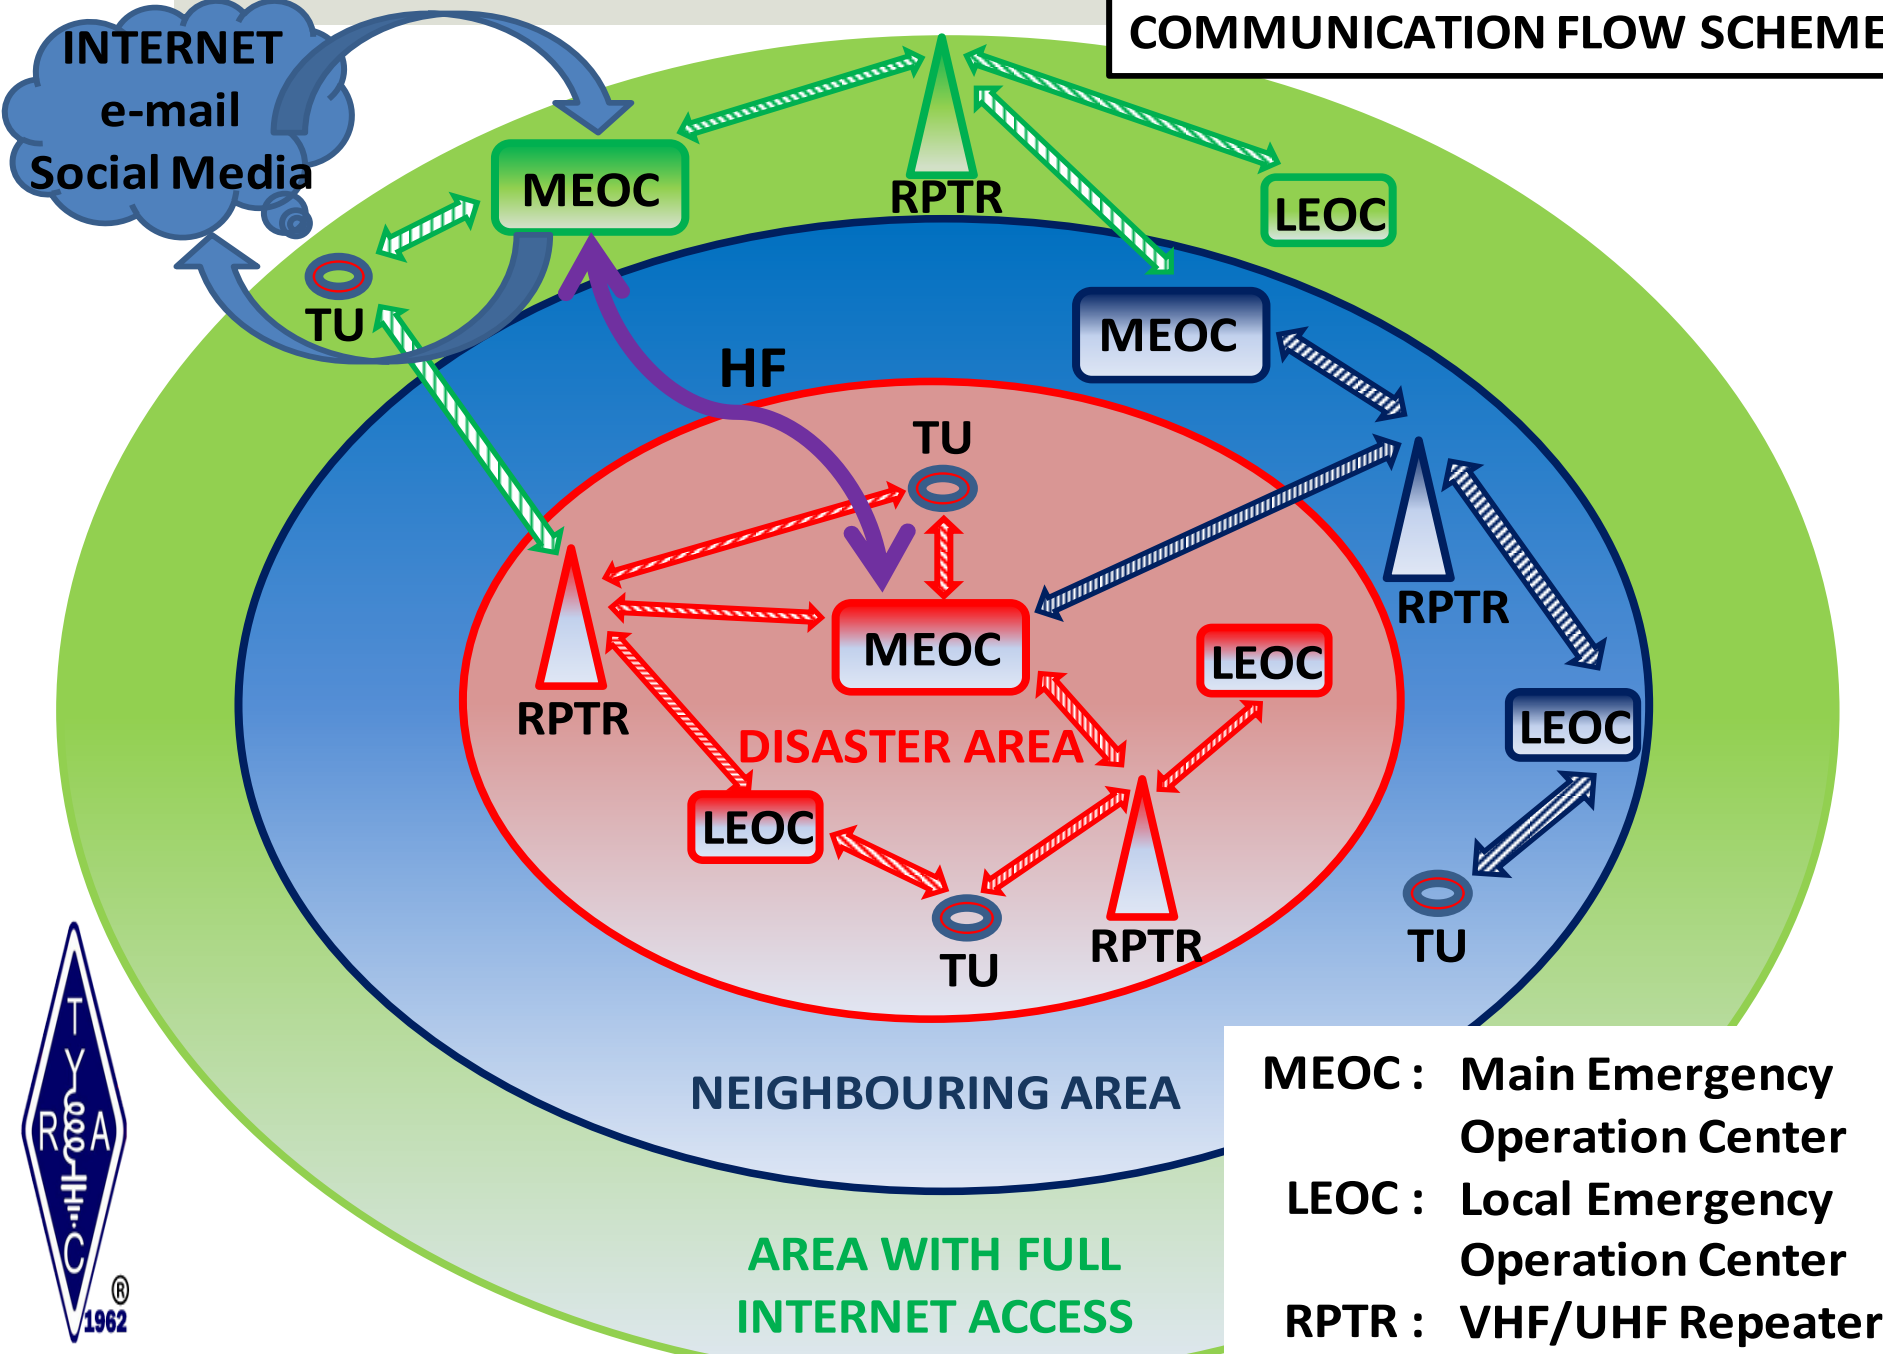 COMMUNICATION FLOW SCHEME
INTERNET
e-mail
Social Media
MEOC
RPTR
LEOC
TU
MEOC
HF
TU
RPTR
MEOC
LEOC
RPTR
DISASTER AREA
LEOC
LEOC
TU
RPTR
TU
NEIGHBOURING AREA
AREA WITH FULL
INTERNET ACCESS
MEOC : Main Emergency
Operation Center
LEOC : Local Emergency
Operation Center
RPTR : VHF/UHF Repeater
T
Y
R A
C
®
1962